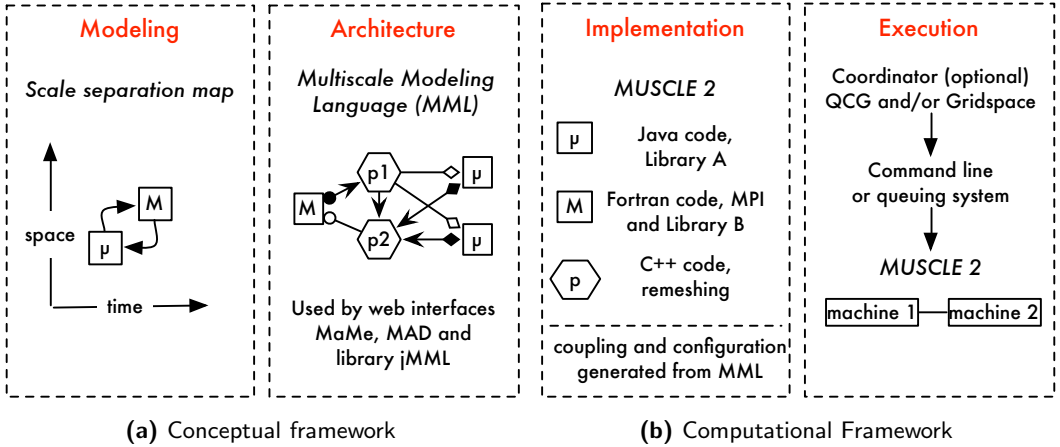 Modeling
Scale separation map
space
M
μ
time
Architecture
Multiscale Modeling
Language (MML)
p1
μ
M
p2
μ
Used by web interfaces
MaMe, MAD and
library jMML
(a) Conceptual framework
Implementation
MUSCLE 2
μ
Java code,
Library A
M
Fortran code, MPI
and Library B
p
C++ code,
remeshing
coupling and configuration
generated from MML
Execution
Coordinator (optional)
QCG and/or Gridspace
Command line
or queuing system
MUSCLE 2
machine 1
machine 2
(b) Computational Framework